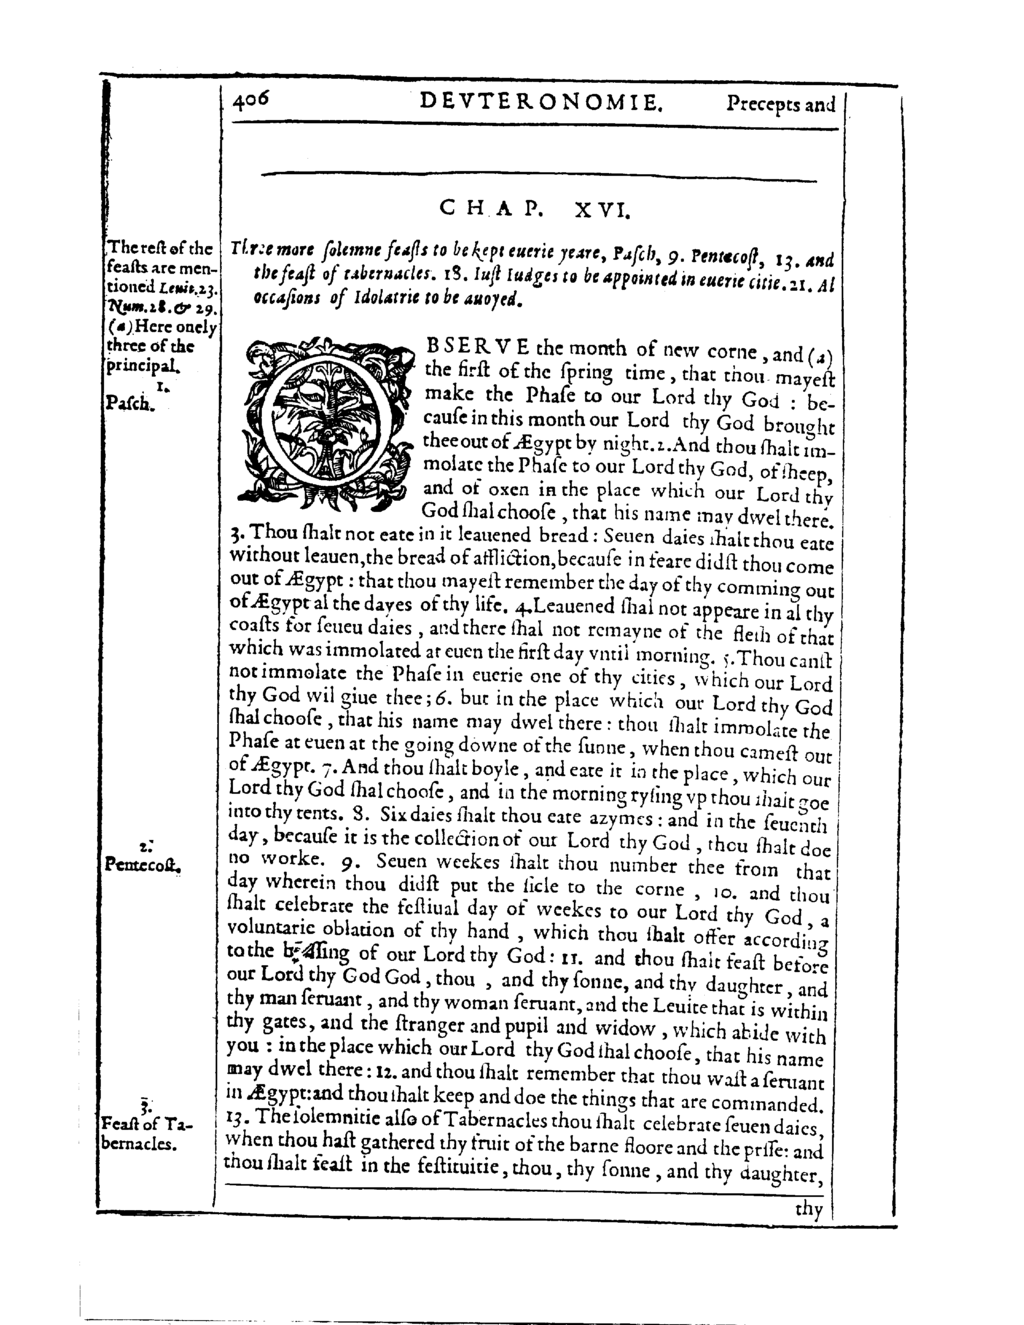 406 DEVTERONOMIE. Precepts and
CHAP. XVI.
Three more ſolemne feaſts to be kept euerie yeare, Paſch, 9. Pentecoſt, 13. and
the feaſt of tabernacles. 18. Iuſt Iudges to be appointed in euerie citie. 21. Al
occaſions of Idolatrie to be auoyed.
The reſt of the
feaſts are men-
tioned Leuit. 23.
Num. 28. & 29.
(a) Here onely
three of the
principal.
1.
Paſch.
OBSERVE the month of new corne, and (a)
the firſt of the ſpring time, that thou mayeſt
make the Phaſe to our Lord thy God : be-
cauſe in this month our Lord thy God brought
thee out of Ægypt by night. 2. And thou ſhalt im-
molate the Phaſe to our Lord thy God, of ſheep,
and of oxen in the place which our Lord thy
God ſhal chooſe, that his name may dwel there.
3. Thou ſhalt not eate in it leauened bread : Seuen daies ſhalt thou eate
without leauen, the bread of affliction, becauſe in feare didſt thou come
out of Ægypt : that thou mayeſt remember the day of thy comming out
of Ægypt al the dayes of thy life. 4. Leauened ſhal not appeare in al thy
coaſts for ſeueu daies, and there ſhal not remayne of the fleſh of that
which was immolated at euen the firſt day vntil morning. 5. Thou canſt
not immolate the Phaſe in euerie one of thy cities, which our Lord
thy God wil giue thee; 6. but in the place which our Lord thy God
ſhal chooſe, that his name may dwel there : thou ſhalt immolate the
Phaſe at euen at the going downe of the ſunne, when thou cameſt out
of Ægypt. 7. And thou ſhalt boyle, and eate it in the place, which our
Lord thy God ſhal chooſe, and in the morning ryſing vp thou ſhalt goe
into thy tents. 8. Six daies ſhalt thou eate azymes : and in the ſeuenth
day, becauſe it is the collection of our Lord thy God, thou ſhalt doe
no worke. 9. Seuen weekes ſhalt thou number thee from that
day wherein thou didſt put the ſicle to the corne, 10. and thou
ſhalt celebrate the feſtiual day of weekes to our Lord thy God, a
voluntarie oblation of thy hand, which thou ſhalt offer according
to the bleſſing of our Lord thy God : 11. and thou ſhalt feaſt before
our Lord thy God God, thou, and thy ſonne, and thy daughter, and
thy man ſeruant, and thy woman ſeruant, and the Leuite that is within
thy gates, and the ſtranger and pupil and widow, which abide with
you : in the place which our Lord thy God ſhal chooſe, that his name
may dwel there : 12. and thou ſhalt remember that thou waſt a ſeruant
in Ægypt: and thou ſhalt keep and doe the things that are commanded.
13. The ſolemnitie alſo of Tabernacles thou ſhalt celebrate ſeuen daies,
when thou haſt gathered thy fruit of the barne floore and the preſſe: and
thou ſhalt feaſt in the feſtituitie, thou, thy ſonne, and thy daughter,
2.
Pentecoſt.
3.
Feaſt of Ta-
bernacles.
thy